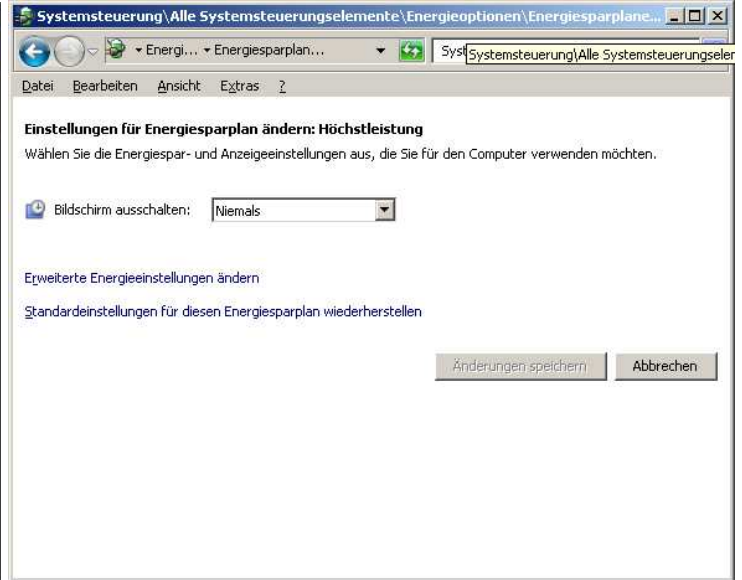 Systemsteuerung\Alle Systemsteuerungselemente\Energieoptionen\Energiesparplane...
Energi... Energiesparplan... Syst
Systemsteuerung\Alle Systemsteuerungseler
Datei Bearbeiten Ansicht Extras ?
Einstellungen für Energiesparplan ändern: Höchstleistung
Wählen Sie die Energiespar- und Anzeigeeinstellungen aus, die Sie für den Computer verwenden möchten.
Bildschirm ausschalten: Niemals
Erweiterte Energieeinstellungen ändern
Standardeinstellungen für diesen Energiesparplan wiederherstellen
Änderungen speichern Abbrechen